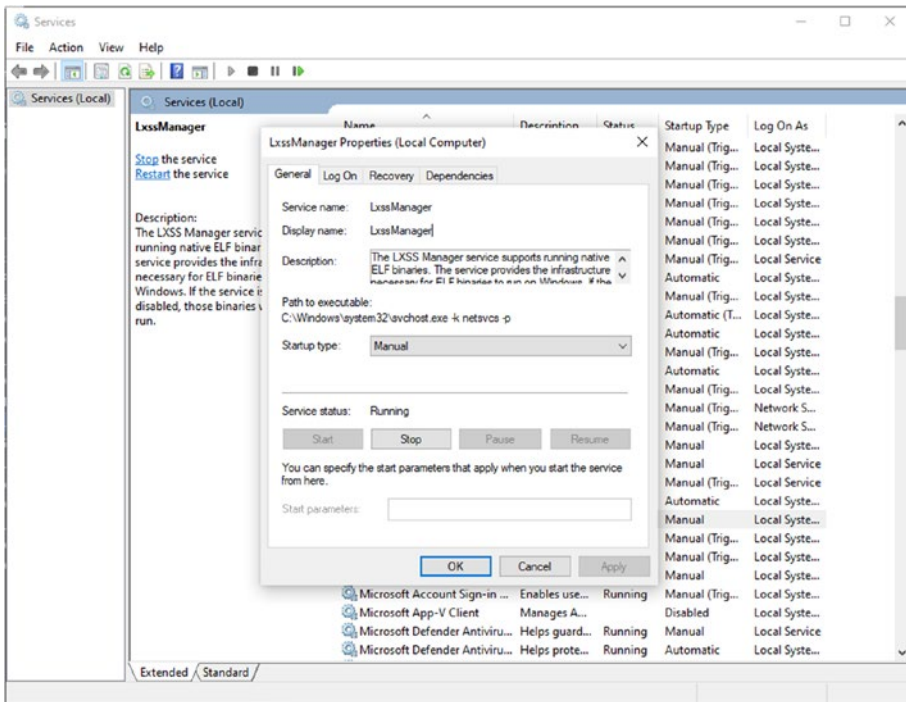 Services
File Action View Help
Services (Local)
Services (Local)
LxssManager
Stop the service
Restart the service
Description:
The LXSS Manager servic
running native ELF binar
service provides the infra
necessary for ELF binarie
Windows. If the service is
disabled, those binaries
run.
Name Description Status Startup Type Log On As
Manual (Trig... Local Syste...
Manual (Trig... Local Syste...
Manual (Trig... Local Syste...
Manual (Trig... Local Syste...
Manual (Trig... Local Syste...
Manual (Trig... Local Syste...
Manual (Trig... Local Service
Automatic Local Syste...
Manual (Trig... Local Syste...
Automatic (T... Local Syste...
Automatic Local Syste...
Manual (Trig... Local Syste...
Automatic Local Syste...
Manual (Trig... Local Syste...
Manual (Trig... Network S...
Manual (Trig... Network S...
Manual Local Syste...
Manual Local Service
Manual (Trig... Local Service
Automatic Local Syste...
Manual Local Syste...
Manual (Trig... Local Syste...
Manual (Trig... Local Syste...
Manual Local Syste...
Microsoft Account Sign-in ... Enables use... Running Manual (Trig... Local Syste...
Microsoft App-V Client Manages A... Disabled Local Syste...
Microsoft Defender Antiviru... Helps guard... Running Manual Local Service
Microsoft Defender Antiviru... Helps prote... Running Automatic Local Syste...
LxssManager Properties (Local Computer)
General Log On Recovery Dependencies
Service name: LxssManager
Display name: LxssManager
Description: The LXSS Manager service supports running native
ELF binaries. The service provides the infrastructure
necessary for ELF binaries to run on Windows. If the
Path to executable:
C:\Windows\system32\svchost.exe -k netsvcs -p
Startup type: Manual
Service status: Running
Start Stop Pause Resume
You can specify the start parameters that apply when you start the service
from here.
Start parameters:
OK Cancel Apply
Extended Standard